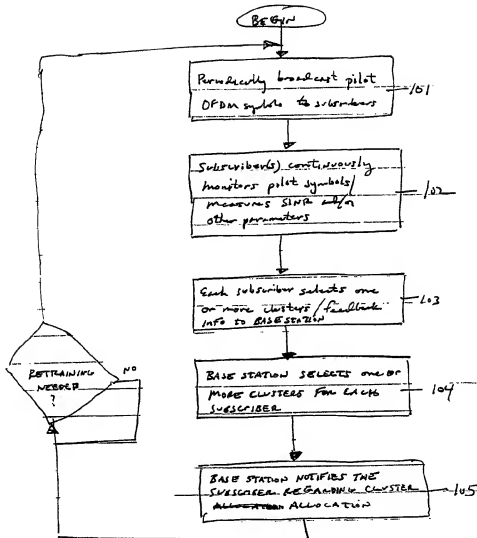 BEGIN
Periodically broadcast pilot
OFDM symbols to subscribers
101
Subscriber(s) continuously
monitors pilot symbols/
measures SINR and/or
other parameters
102
Each subscriber selects one
or more clusters/feedback
info to BASE STATION
103
BASE STATION SELECTS ONE OR
MORE CLUSTERS FOR EACH
SUBSCRIBER
104
BASE STATION NOTIFIES THE
SUBSCRIBER REGARDING CLUSTER
ALLOCATION
105
RETRAINING
NEEDED
?
NO